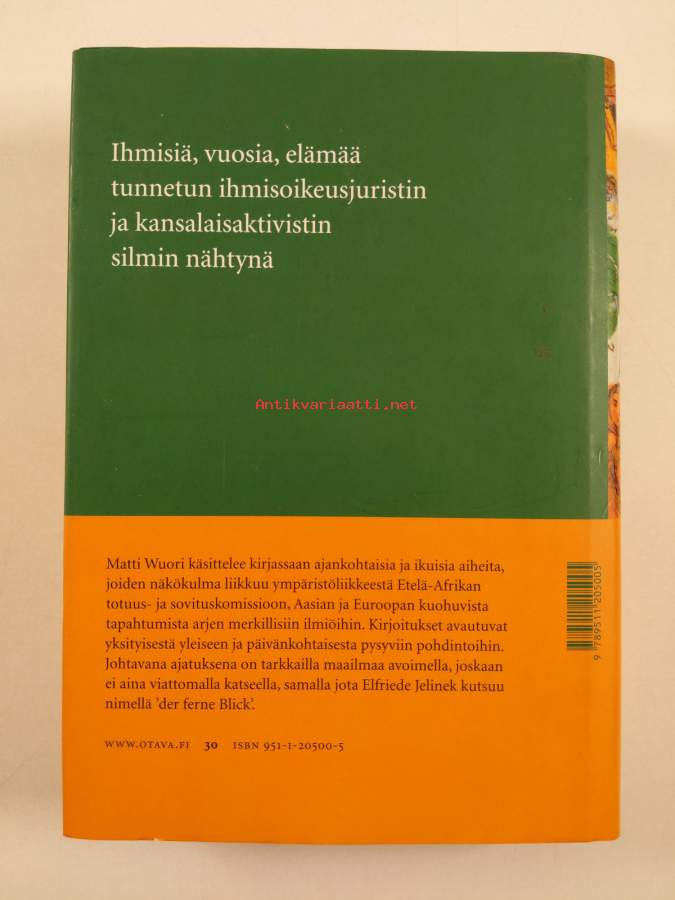 Ihmisiä, vuosia, elämää
tunnetun ihmisoikeusjuristin
ja kansalaisaktivistin
silmin nähtynä
Antikvariaatti.net
Matti Wuori käsittelee kirjassaan ajankohtaisia ja ikuisia aiheita,
joiden näkökulma liikkuu ympäristöliikkeestä Etelä-Afrikan
totuus- ja sovituskomissioon, Aasian ja Euroopan kuohuvista
tapahtumista arjen merkillisiin ilmiöihin. Kirjoitukset avautuvat
yksityisestä yleiseen ja päivänkohtaisesta pysyviin pohdintoihin.
Johtavana ajatuksena on tarkkailla maailmaa avoimella, joskaan
ei aina viattomalla katseella, samalla jota Elfriede Jelinek kutsuu
nimellä ’der ferne Blick’.
WWW.OTAVA.FI 30 ISBN 951-1-20500-5
9 789511 205005